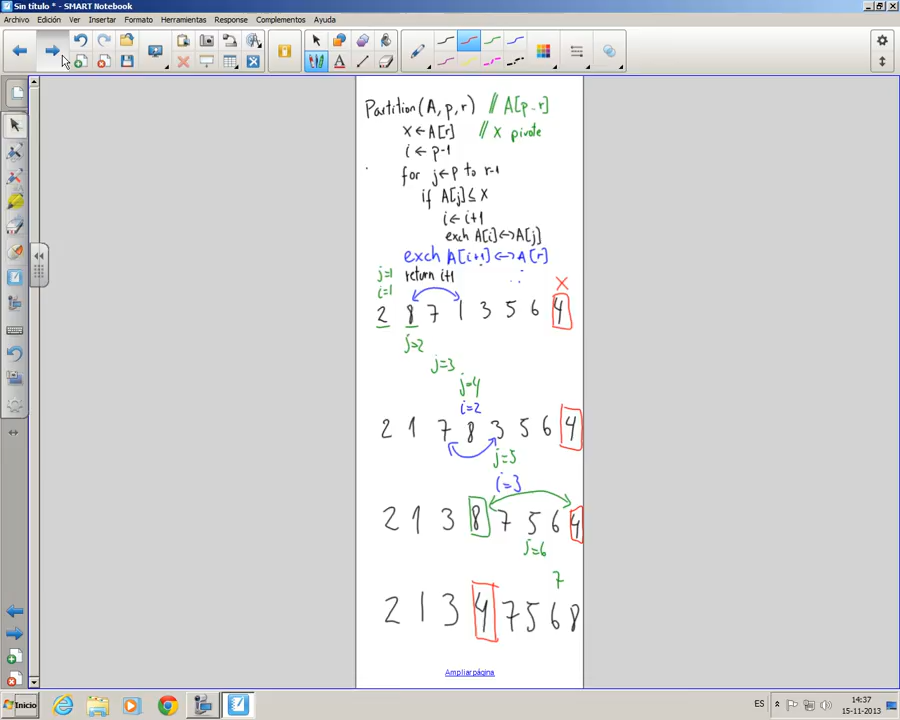 Sin título * - SMART Notebook
Archivo Edición Ver Insertar Formato Herramientas Response Complementos Ayuda
Partition(A, p, r) // A[p-r]
x ← A[r] // x pivote
i ← p-1
for j ← p to r-1
if A[j] ≤ x
i ← i+1
exch A[i] ↔ A[j]
exch A[i+1] ↔ A[r]
j=1 return i+1
i=1 x
2 8 7 1 3 5 6 4
j=2
j=3
j=4
i=2
2 1 7 8 3 5 6 4
j=5
i=3
2 1 3 8 7 5 6 4
j=6
7
2 1 3 4 7 5 6 8
Ampliar página
Inicio
ES
14:37
15-11-2013